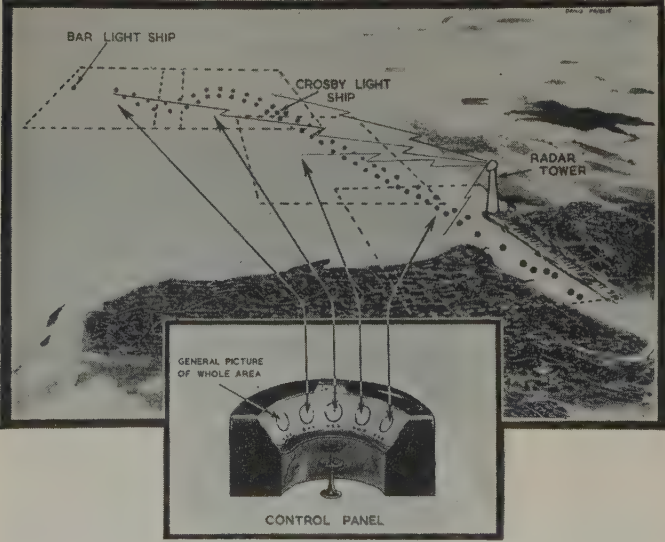 BAR LIGHT SHIP
CROSBY LIGHT
SHIP
RADAR
TOWER
GENERAL PICTURE
OF WHOLE AREA
CONTROL PANEL